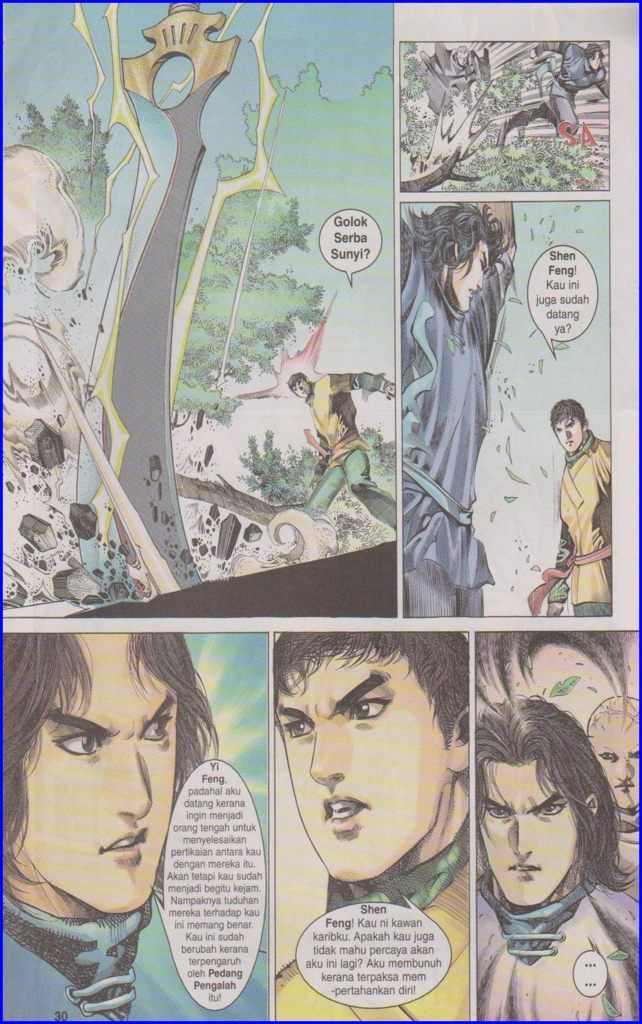 Golok
Serba
Sunyi?
SA
Shen
Feng!
Kau ini
juga sudah
datang
ya?
Yi
Feng,
padahal aku
datang kerana
ingin menjadi
orang tengah untuk
menyelesaikan
pertikaian antara kau
dengan mereka itu.
Akan tetapi kau sudah
menjadi begitu kejam.
Nampaknya tuduhan
mereka terhadap kau
ini memang benar.
Kau ini sudah
berubah kerana
terpengaruh
oleh Pedang
Pengalah
itu!
Shen
Feng! Kau ni kawan
karibku. Apakah kau juga
tidak mahu percaya akan
aku ini lagi? Aku membunuh
kerana terpaksa mem
-pertahankan diri!
...
...
30